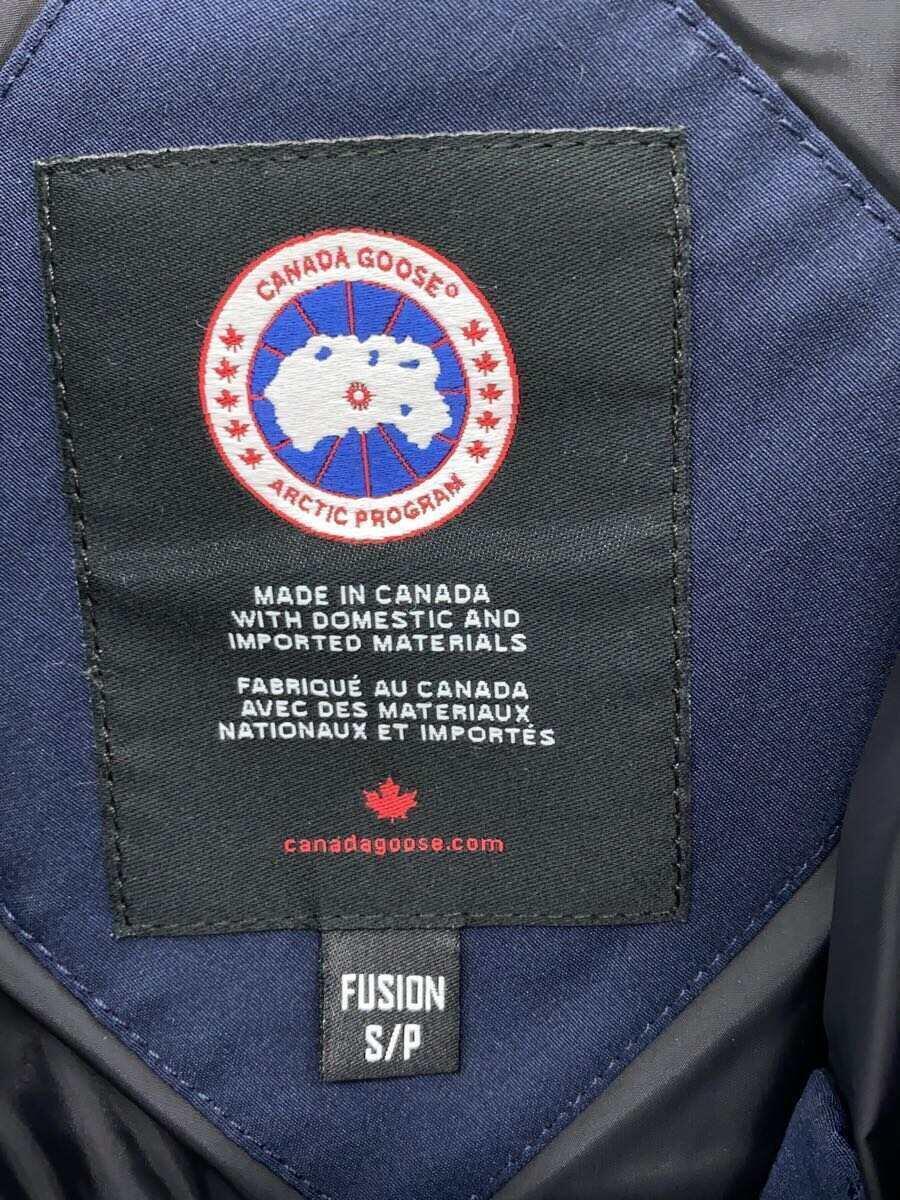 CANADA GOOSE®
ARCTIC PROGRAM
MADE IN CANADA
WITH DOMESTIC AND
IMPORTED MATERIALS
FABRIQUÉ AU CANADA
AVEC DES MATERIAUX
NATIONAUX ET IMPORTÉS
canadagoose.com
FUSION
S/P